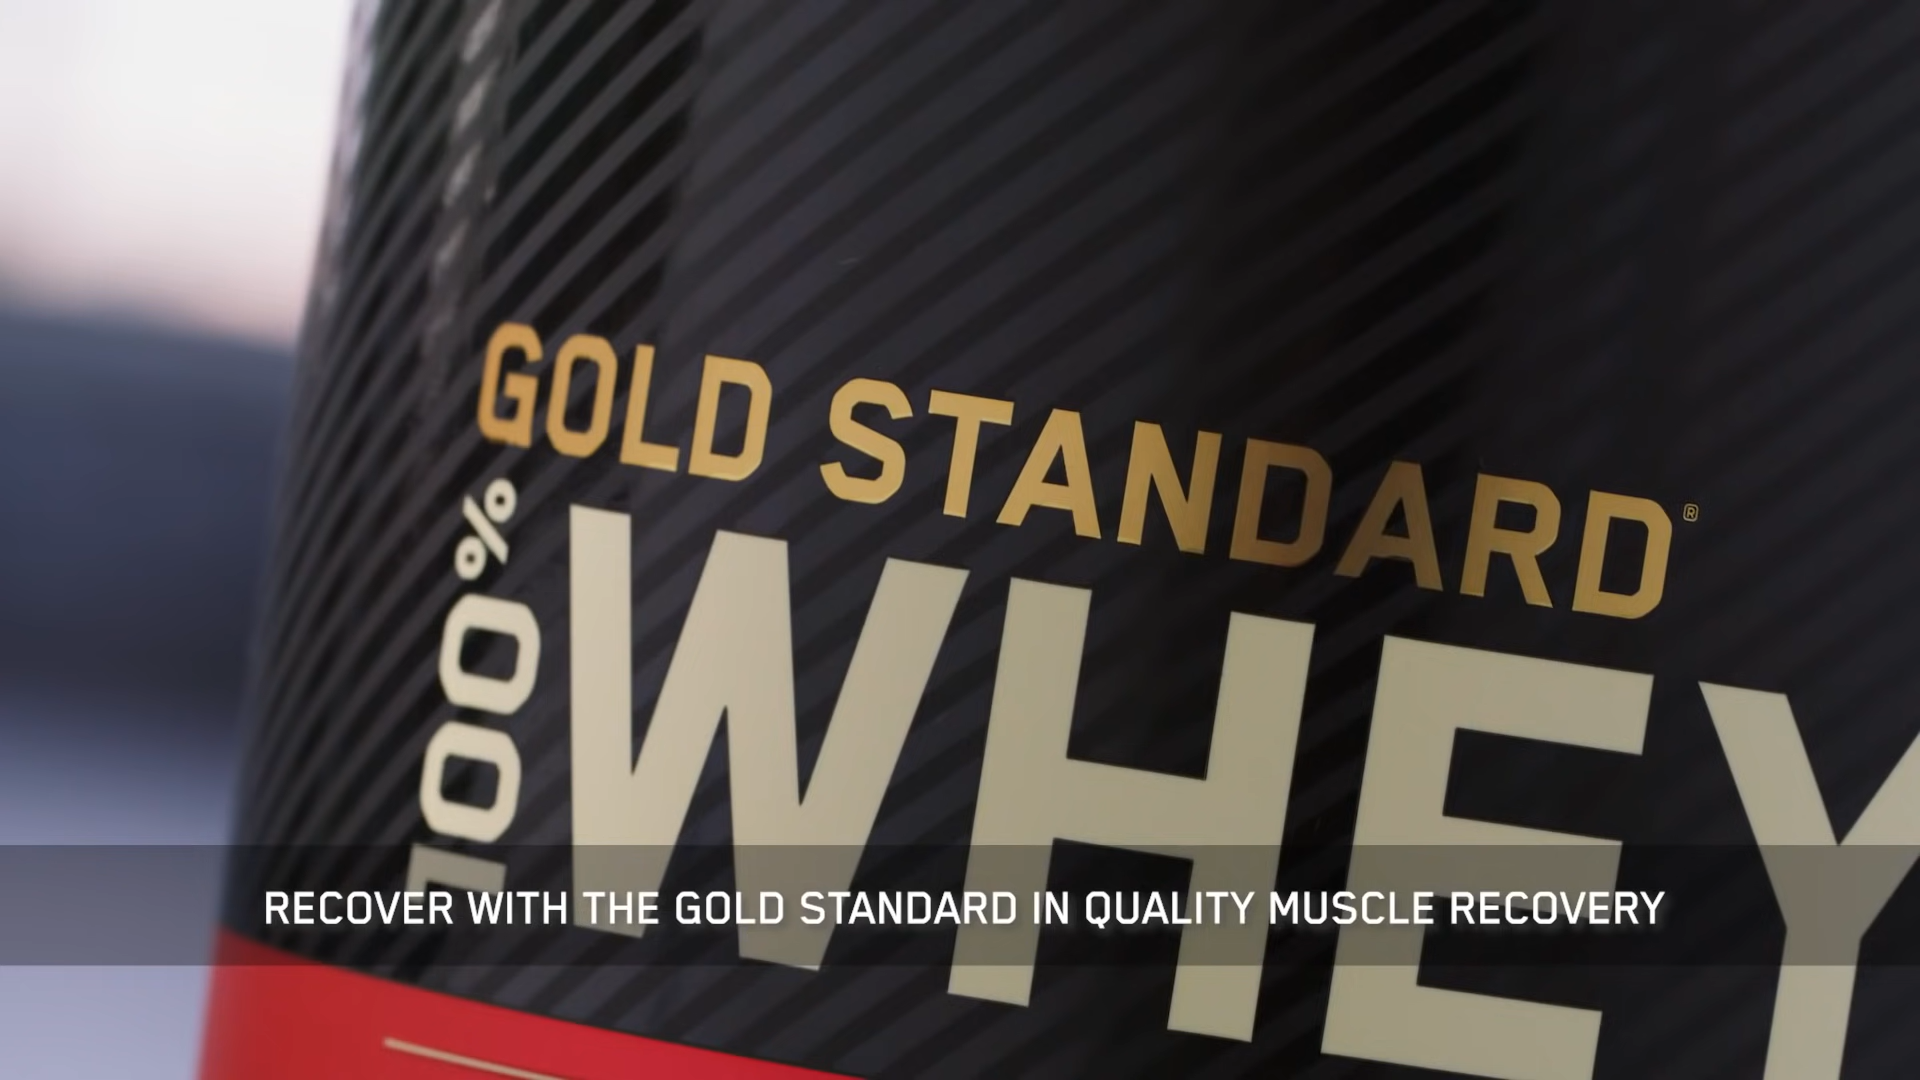 GOLD STANDARD®
100% WHEY
RECOVER WITH THE GOLD STANDARD IN QUALITY MUSCLE RECOVERY